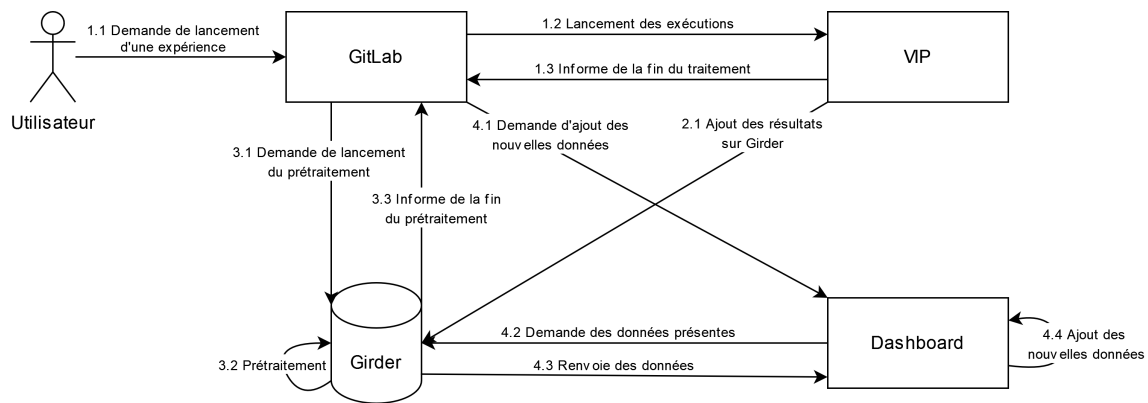 1.1 Demande de lancement
d'une expérience
Utilisateur
GitLab
1.2 Lancement des exécutions
1.3 Informe de la fin du traitement
VIP
4.1 Demande d'ajout des
nouvelles données
2.1 Ajout des résultats
sur Girder
3.1 Demande de lancement
du prétraitement
3.3 Informe de la fin
du prétraitement
3.2 Prétraitement
Girder
4.2 Demande des données présentes
4.3 Renvoie des données
Dashboard
4.4 Ajout des
nouvelles données